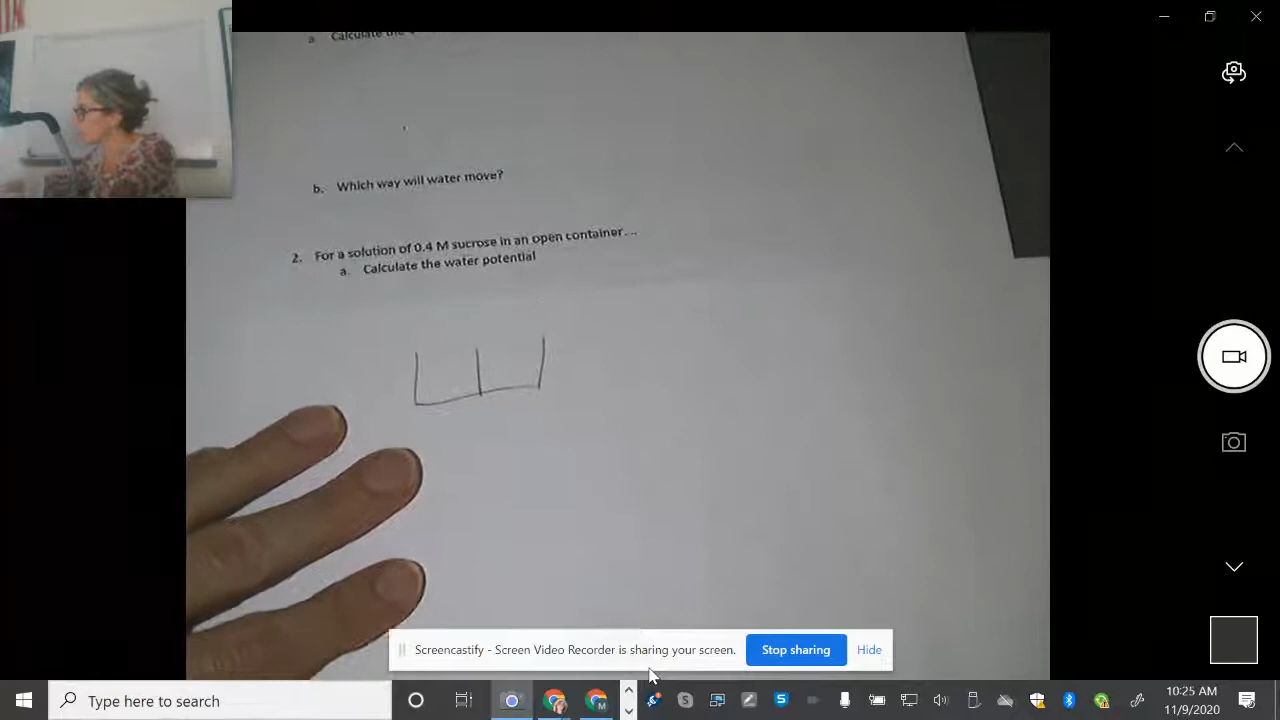 a Calculate the
b. Which way will water move?
2. For a solution of 0.4 M sucrose in an open container...
a. Calculate the water potential
Screencastify - Screen Video Recorder is sharing your screen.
Stop sharing
Hide
Type here to search
10:25 AM
11/9/2020